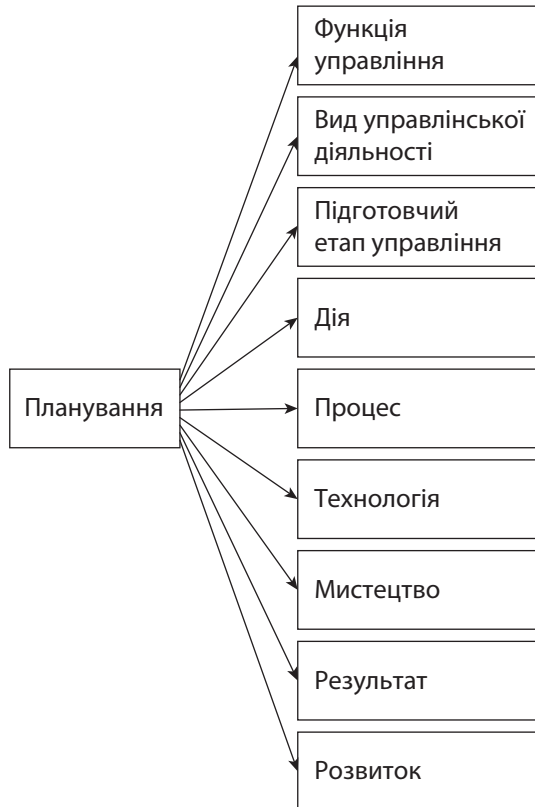 Функція
управління
Вид управлінської
діяльності
Підготовчий
етап управління
Дія
Планування
Процес
Технологія
Мистецтво
Результат
Розвиток